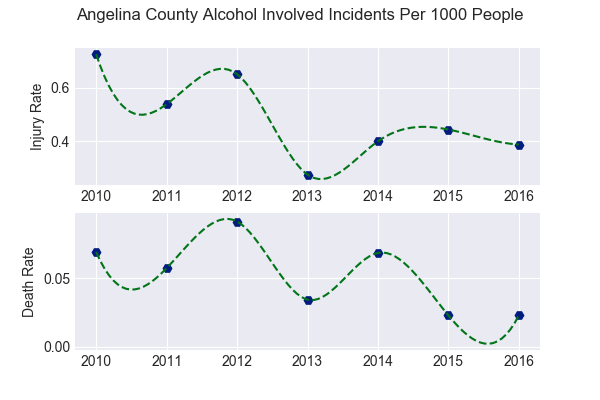 Angelina County Alcohol Involved Incidents Per 1000 People
Injury Rate
0.6
0.4
2010 2011 2012 2013 2014 2015 2016
Death Rate
0.05
0.00
2010 2011 2012 2013 2014 2015 2016